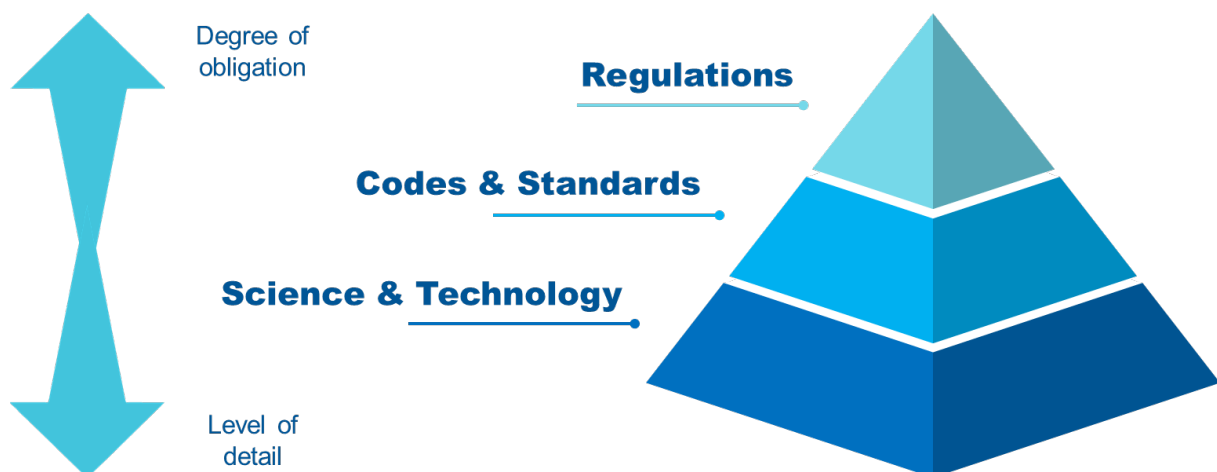 Degree of
obligation
Regulations
Codes & Standards
Science & Technology
Level of
detail